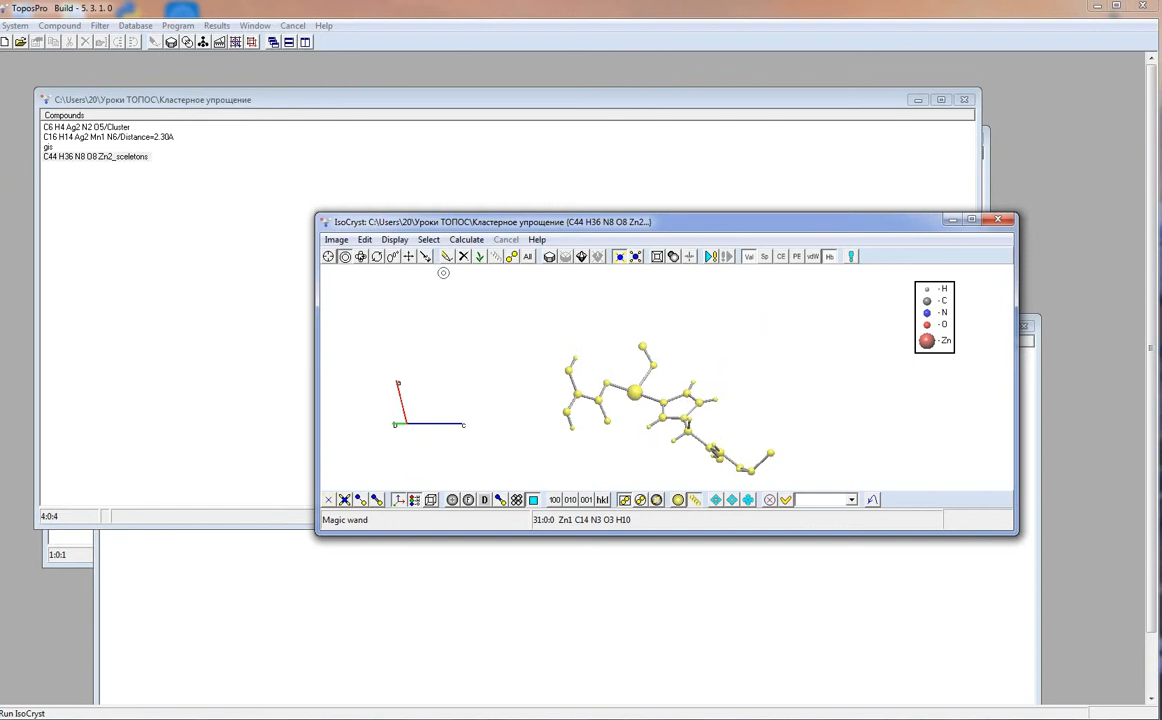 ToposPro Build - 5. 3. 1. 0
System Compound Filter Database Program Results Window Cancel Help
C:\Users\20\Уроки ТОПОС\Кластерное упрощение
Compounds
C6 H4 Ag2 N2 O5/Cluster
C16 H14 Ag2 Mn1 N6/Distance=2.30A
gis
C44 H36 N8 O8 Zn2_sceletons
IsoCryst: C:\Users\20\Уроки ТОПОС\Кластерное упрощение (C44 H36 N8 O8 Zn2...)
Image Edit Display Select Calculate Cancel Help
All Val Sp CE PE vdW Hb
- H
- C
- N
- O
- Zn
a
b
c
D 100 010 001 hkl
Magic wand 31:0:0 Zn1 C14 N3 O3 H10
4:0:4
1:0:1
Run IsoCryst